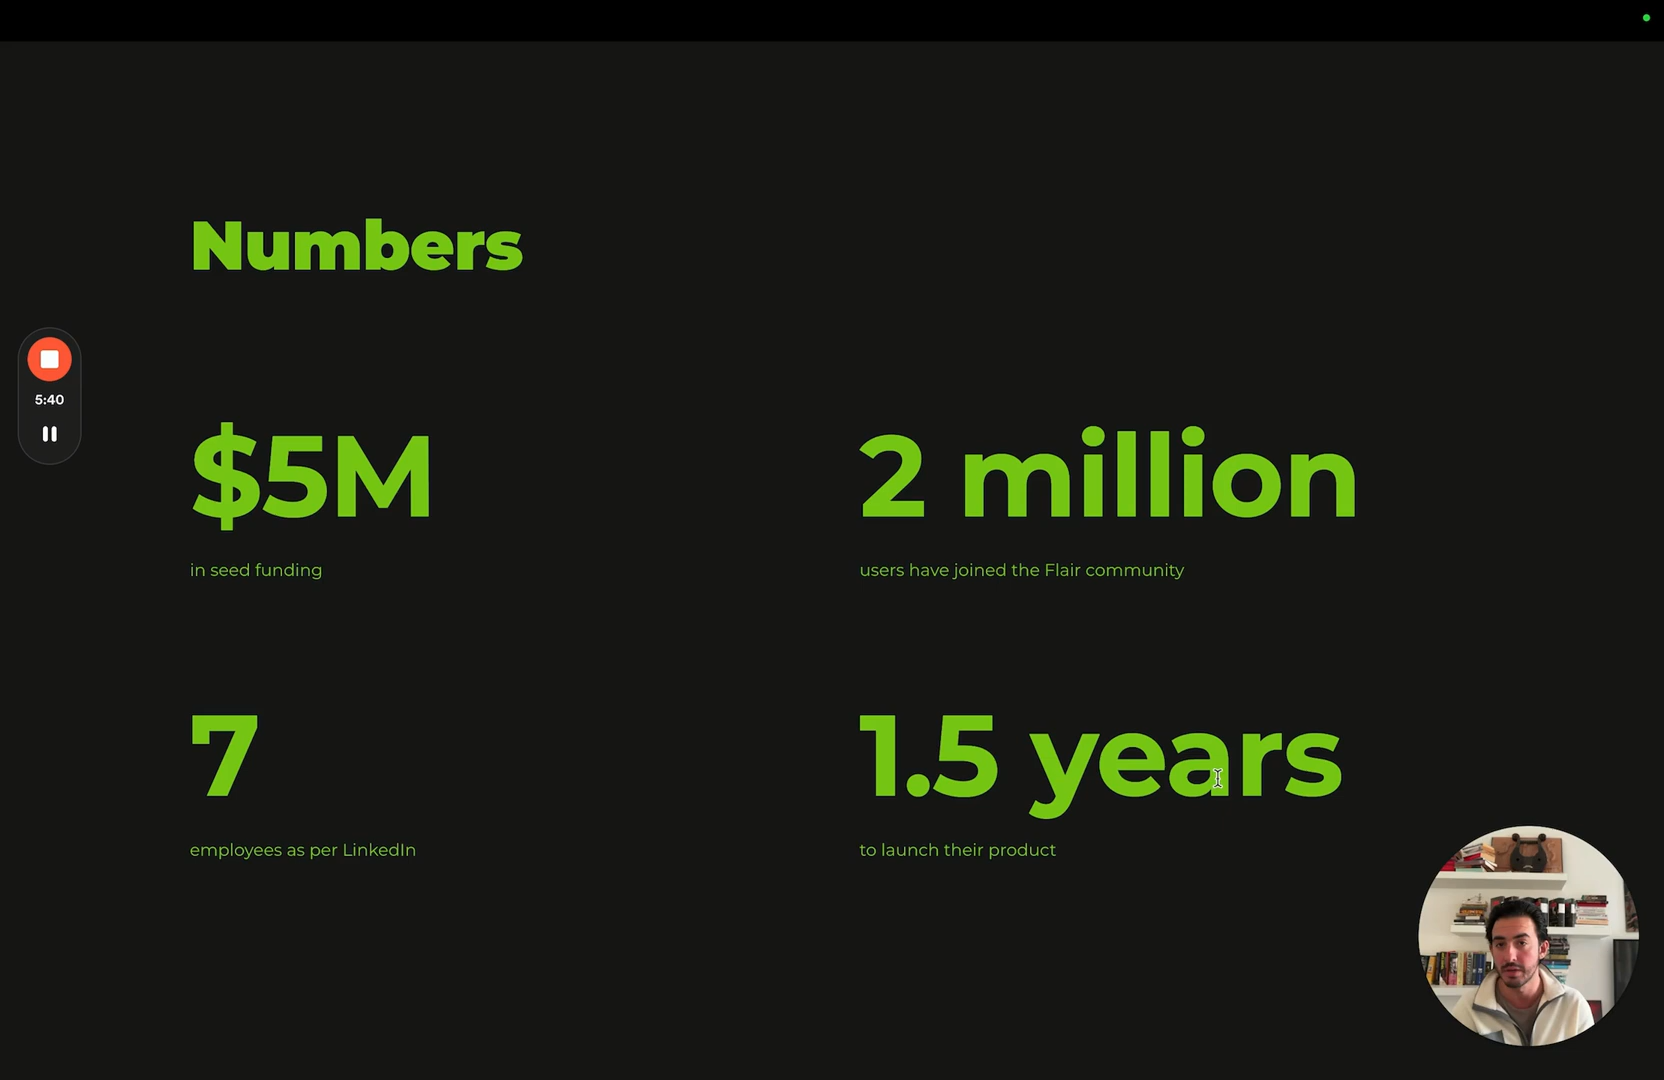 Numbers
5:40
$5M
2 million
in seed funding
users have joined the Flair community
7
1.5 years
employees as per LinkedIn
to launch their product